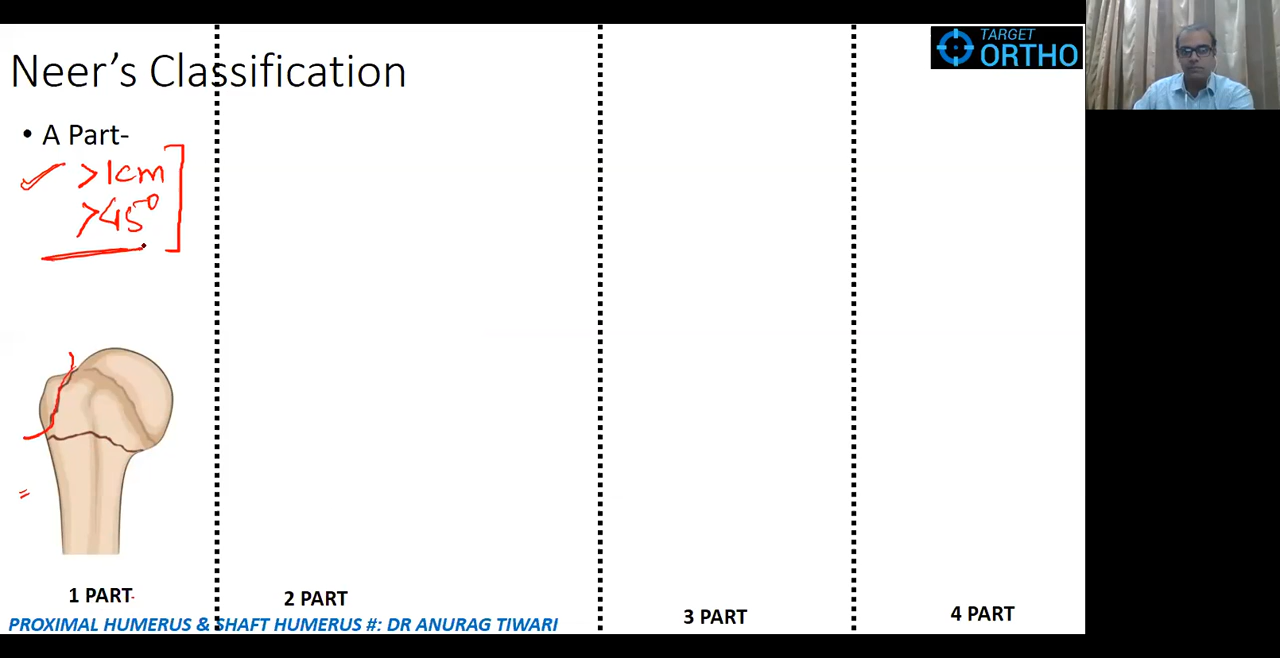 Neer's Classification
TARGET
ORTHO
• A Part-
>1cm
>45°
1 PART
2 PART
3 PART
4 PART
PROXIMAL HUMERUS & SHAFT HUMERUS #: DR ANURAG TIWARI